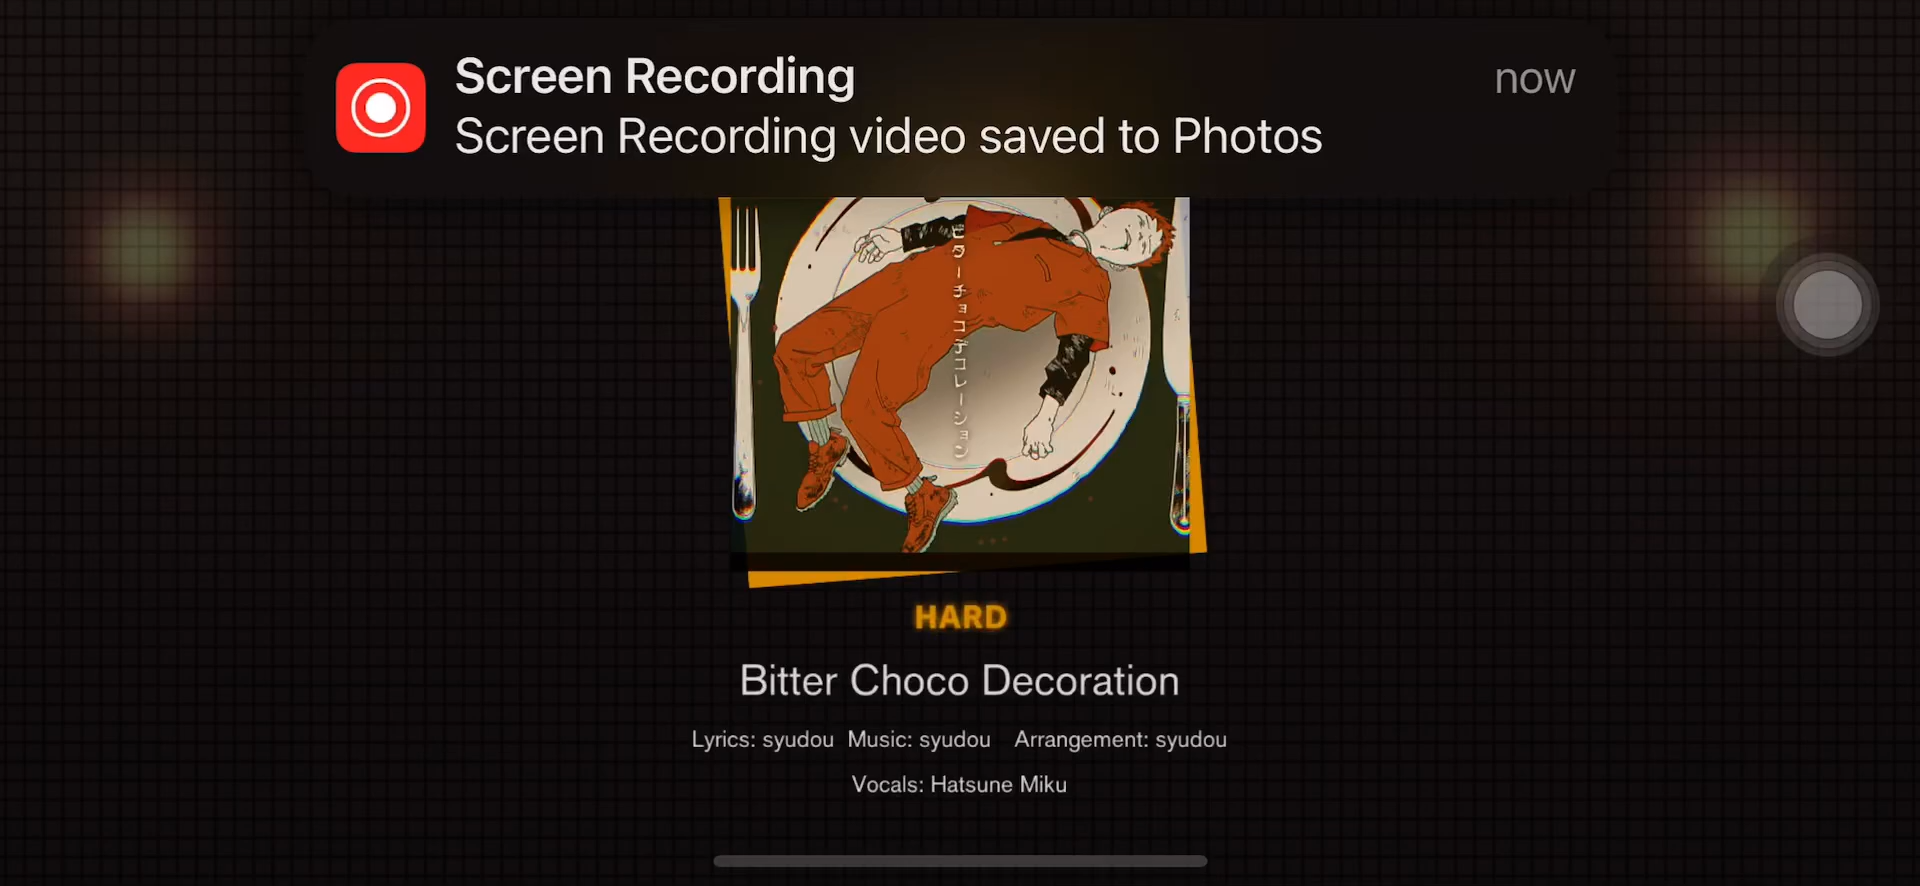 Screen Recording
now
Screen Recording video saved to Photos
ビターチョコデコレーション
HARD
Bitter Choco Decoration
Lyrics: syudou Music: syudou Arrangement: syudou
Vocals: Hatsune Miku